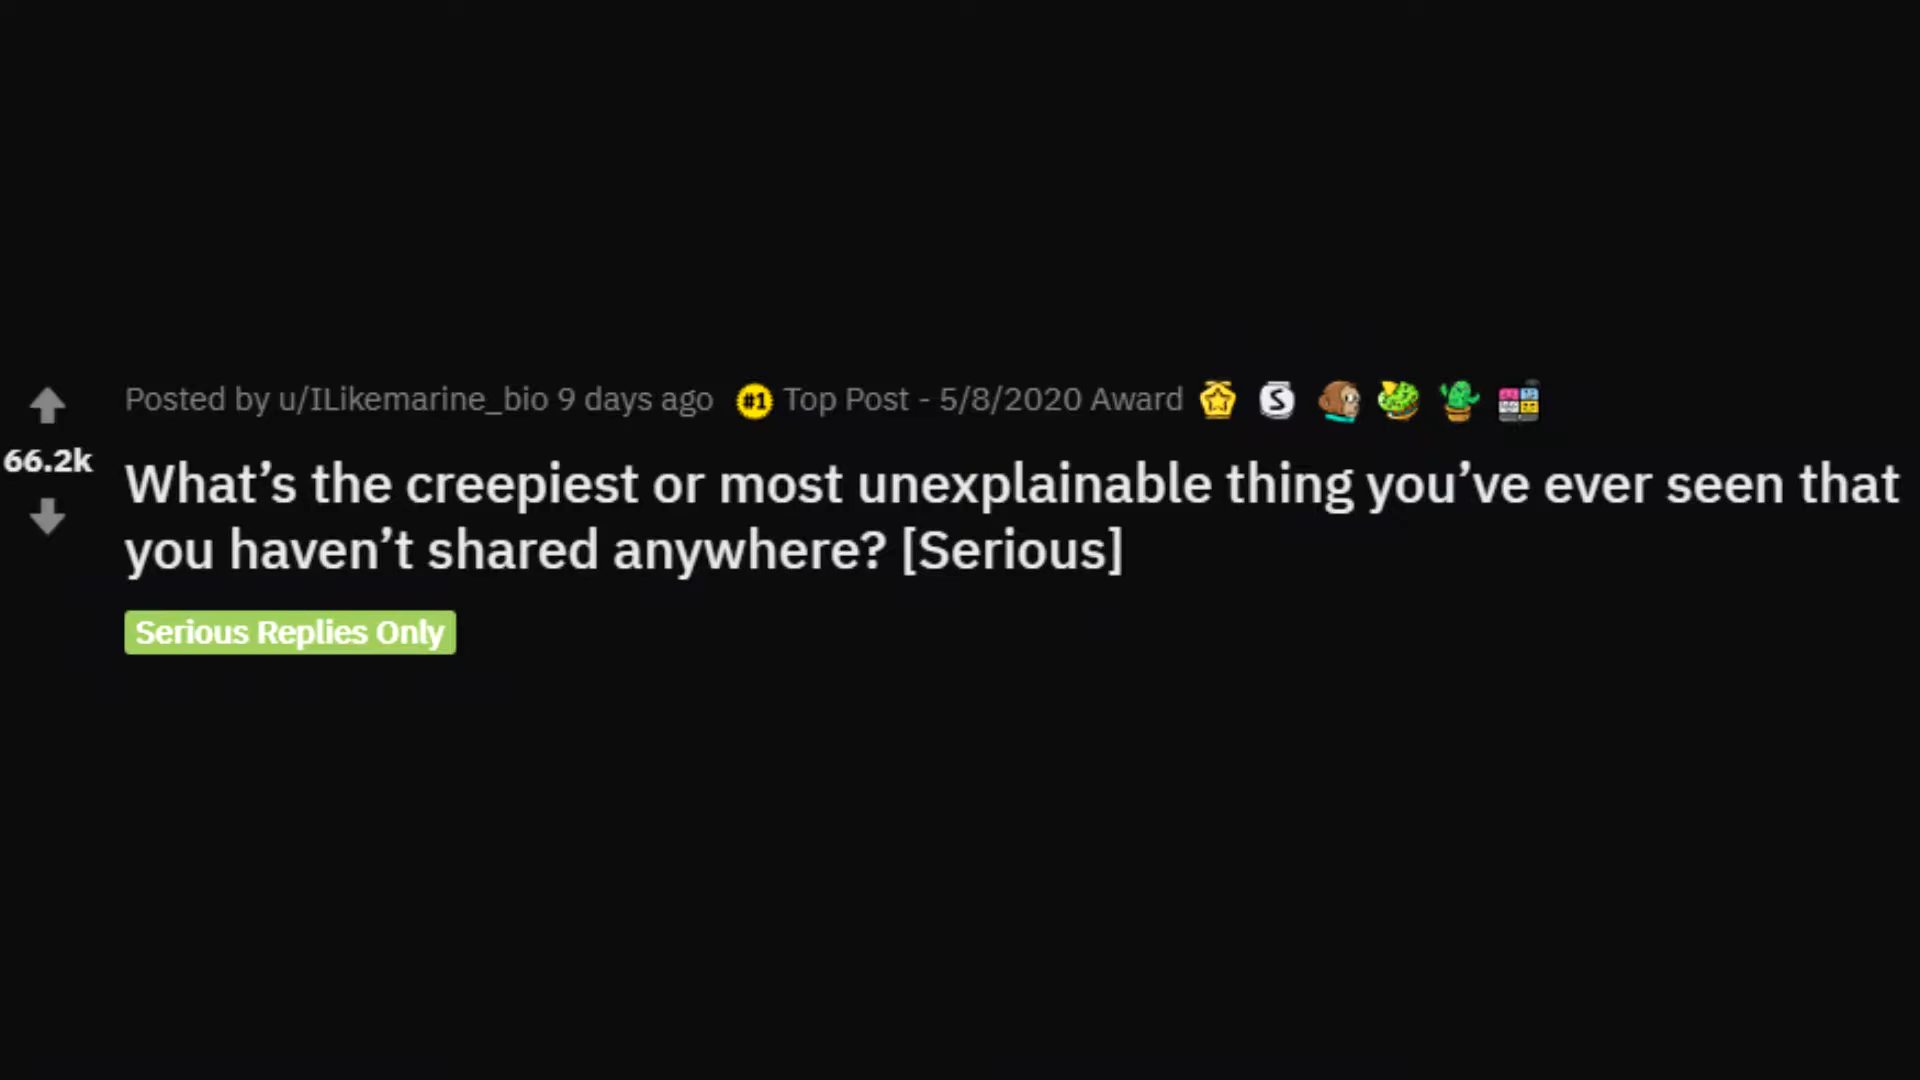 Posted by u/ILikemarine_bio 9 days ago #1 Top Post - 5/8/2020 Award S
66.2k
What’s the creepiest or most unexplainable thing you’ve ever seen that
you haven’t shared anywhere? [Serious]
Serious Replies Only